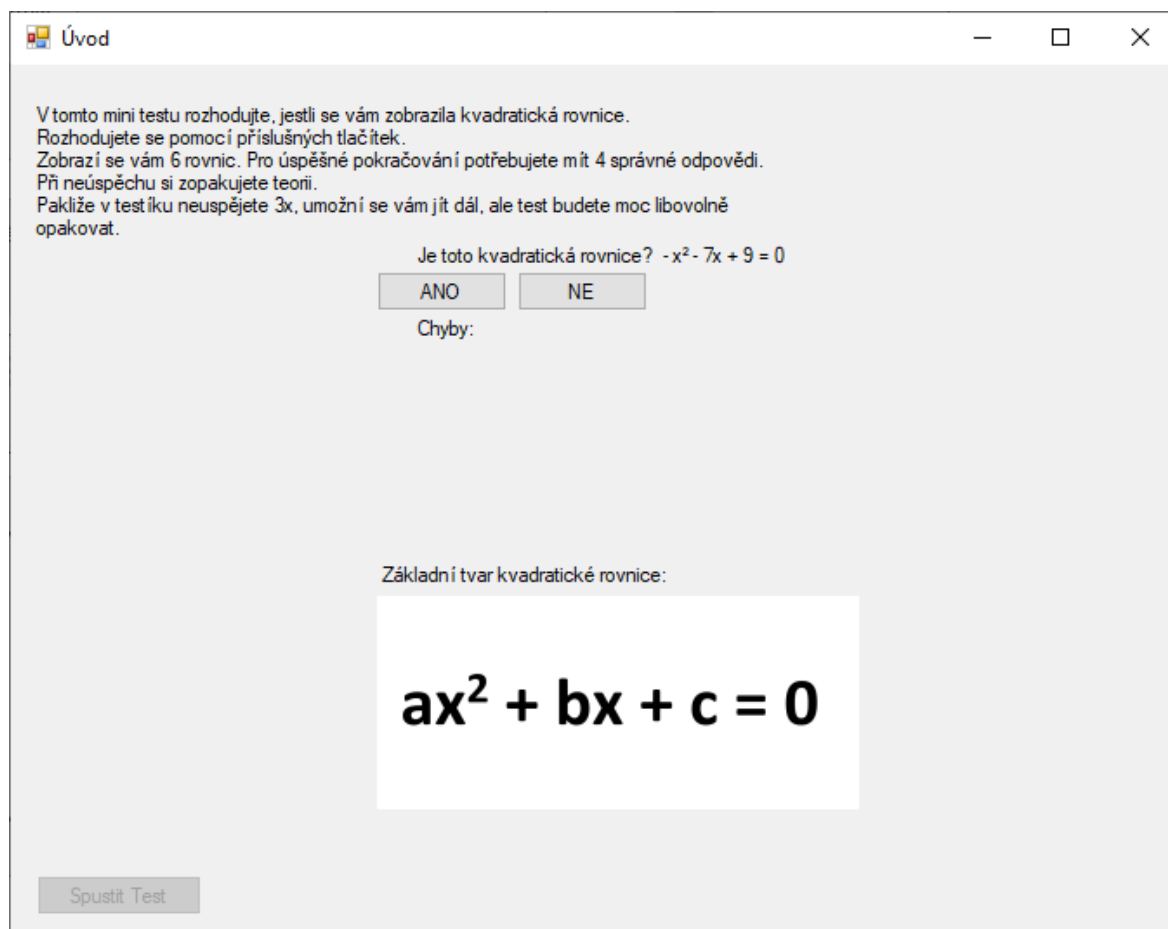 Úvod
V tomto mini testu rozhodujte, jestli se vám zobrazila kvadratická rovnice.
Rozhodujete se pomocí příslušných tlačítek.
Zobrazí se vám 6 rovnic. Pro úspěšné pokračování potřebujete mít 4 správné odpovědi.
Při neúspěchu si zopakujete teorii.
Pakliže v testíku neuspějete 3x, umožní se vám jít dál, ale test budete moc libovolně
opakovat.
Je toto kvadratická rovnice? - x² - 7x + 9 = 0
ANO NE
Chyby:
Základní tvar kvadratické rovnice:
ax² + bx + c = 0
Spustit Test